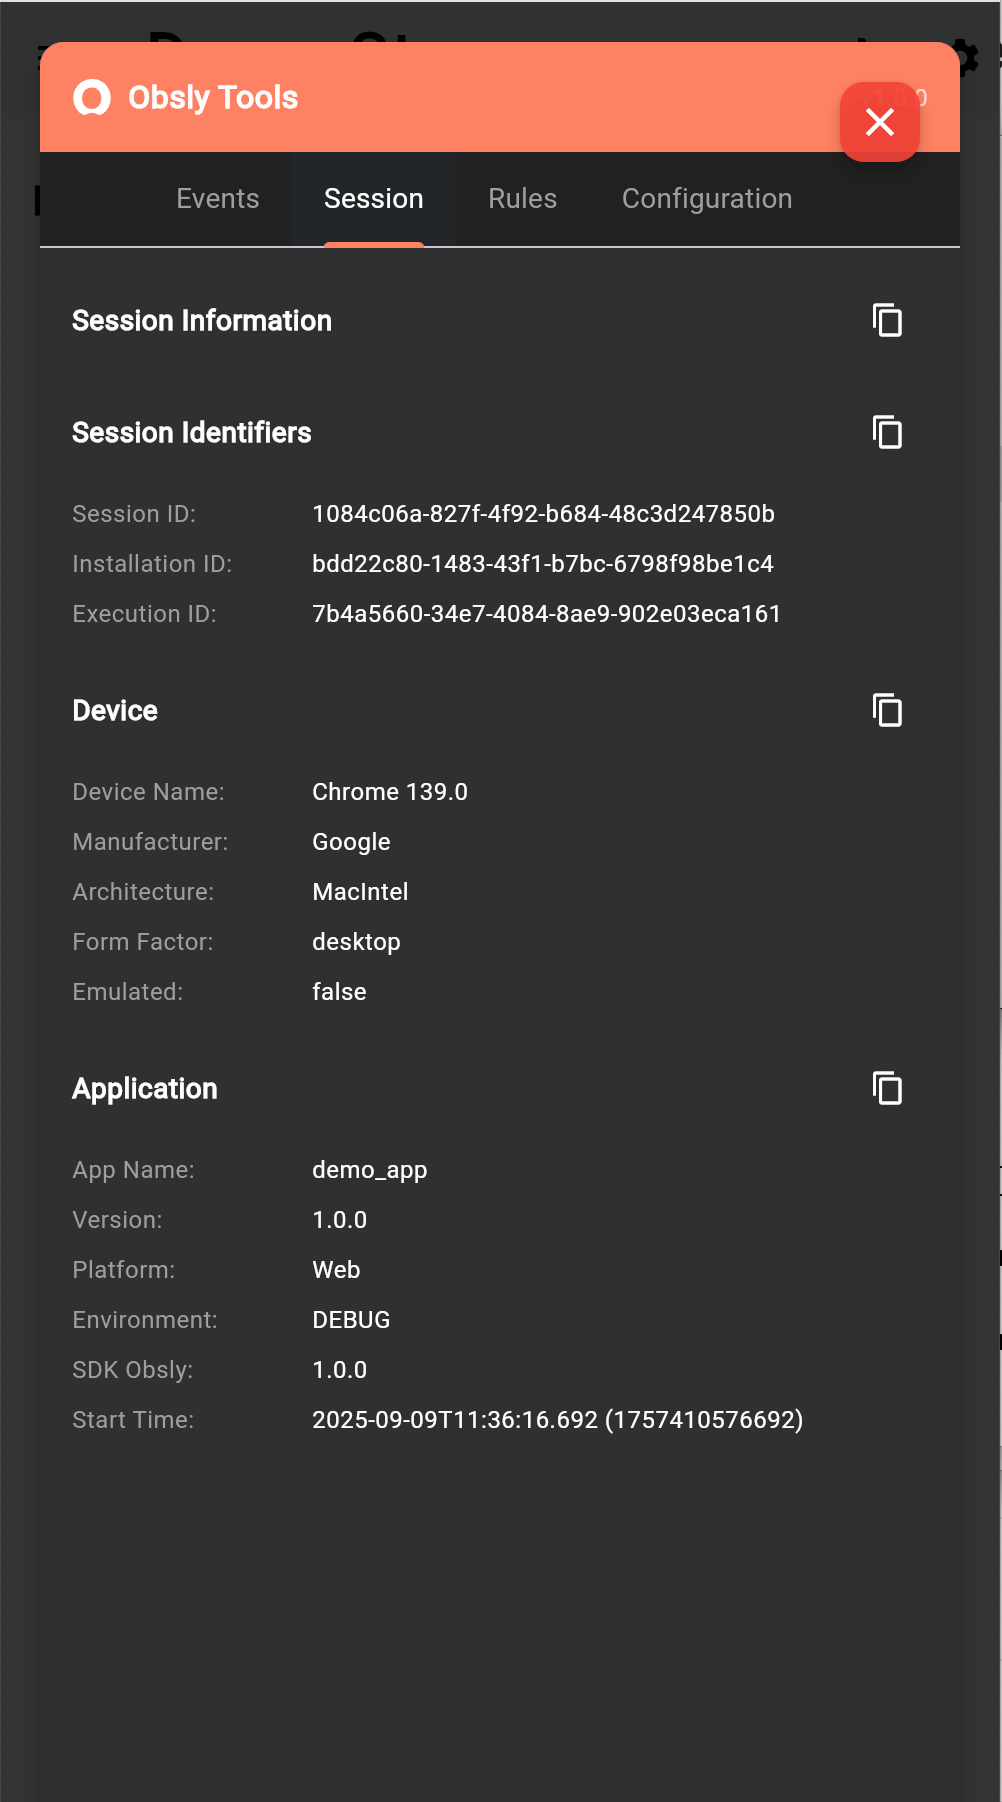 Obsly Tools
Events Session Rules Configuration
Session Information
Session Identifiers
Session ID: 1084c06a-827f-4f92-b684-48c3d247850b
Installation ID: bdd22c80-1483-43f1-b7bc-6798f98be1c4
Execution ID: 7b4a5660-34e7-4084-8ae9-902e03eca161
Device
Device Name: Chrome 139.0
Manufacturer: Google
Architecture: MacIntel
Form Factor: desktop
Emulated: false
Application
App Name: demo_app
Version: 1.0.0
Platform: Web
Environment: DEBUG
SDK Obsly: 1.0.0
Start Time: 2025-09-09T11:36:16.692 (1757410576692)